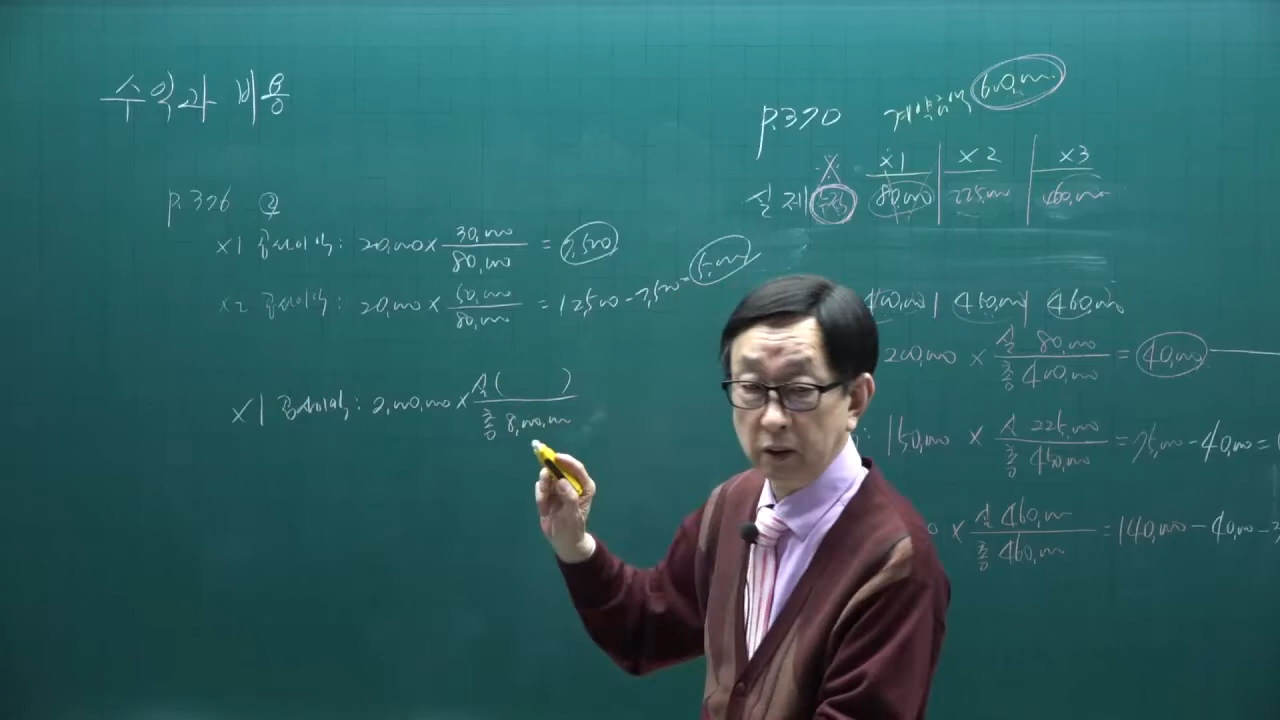 수익과 비용
P.376 ②
X1 공사이익: 20,000 × 30,000/80,000 = 7,500
X2 공사이익: 20,000 × 50,000/80,000 = 12,500 - 7,500 = 5,000
X1 공사이익: 2,000,000 × 실( )/총 8,000,000
P.370 계약금액 600,000
X1 X2 X3
실제 80,000 225,000 460,000
400,000 450,000 460,000
200,000 × 실 80,000/총 400,000 = 40,000
150,000 × 실 225,000/총 450,000 = 75,000 - 40,000 =
0 × 실 460,000/총 460,000 = 140,000 - 40,000 -